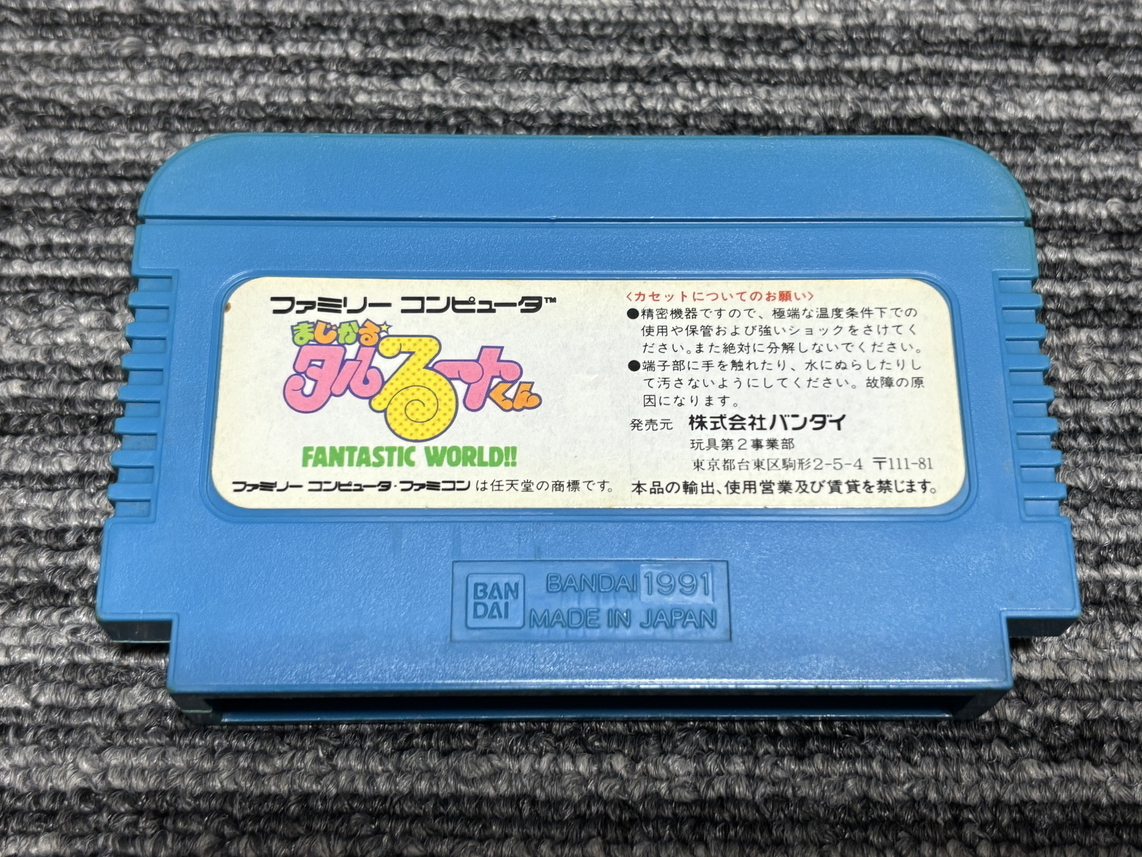 ファミリー コンピュータ™
まじかる
タルるートくん
FANTASTIC WORLD!!
ファミリー コンピュータ・ファミコン は任天堂の商標です。
〈カセットについてのお願い〉
●精密機器ですので、極端な温度条件下での
使用や保管および強いショックをさけてく
ださい。また絶対に分解しないでください。
●端子部に手を触れたり、水にぬらしたりし
て汚さないようにしてください。故障の原
因になります。
発売元 株式会社バンダイ
玩具第2事業部
東京都台東区駒形2-5-4 〒111-81
本品の輸出、使用営業及び賃貸を禁じます。
BAN
DAI
BANDAI 1991
MADE IN JAPAN